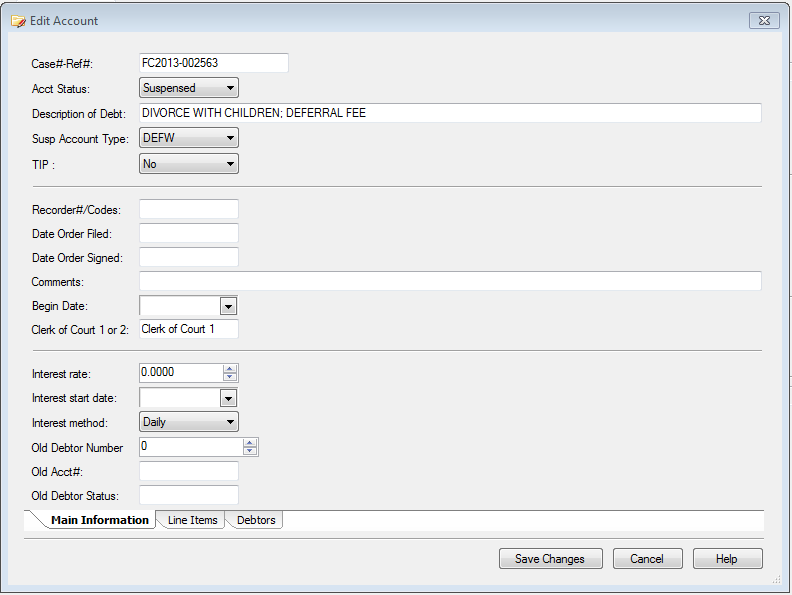 Edit Account
Case#-Ref#: FC2013-002563
Acct Status: Suspensed
Description of Debt: DIVORCE WITH CHILDREN; DEFERRAL FEE
Susp Account Type: DEFW
TIP : No
Recorder#/Codes:
Date Order Filed:
Date Order Signed:
Comments:
Begin Date:
Clerk of Court 1 or 2: Clerk of Court 1
Interest rate: 0.0000
Interest start date:
Interest method: Daily
Old Debtor Number 0
Old Acct#:
Old Debtor Status:
Main Information Line Items Debtors
Save Changes Cancel Help